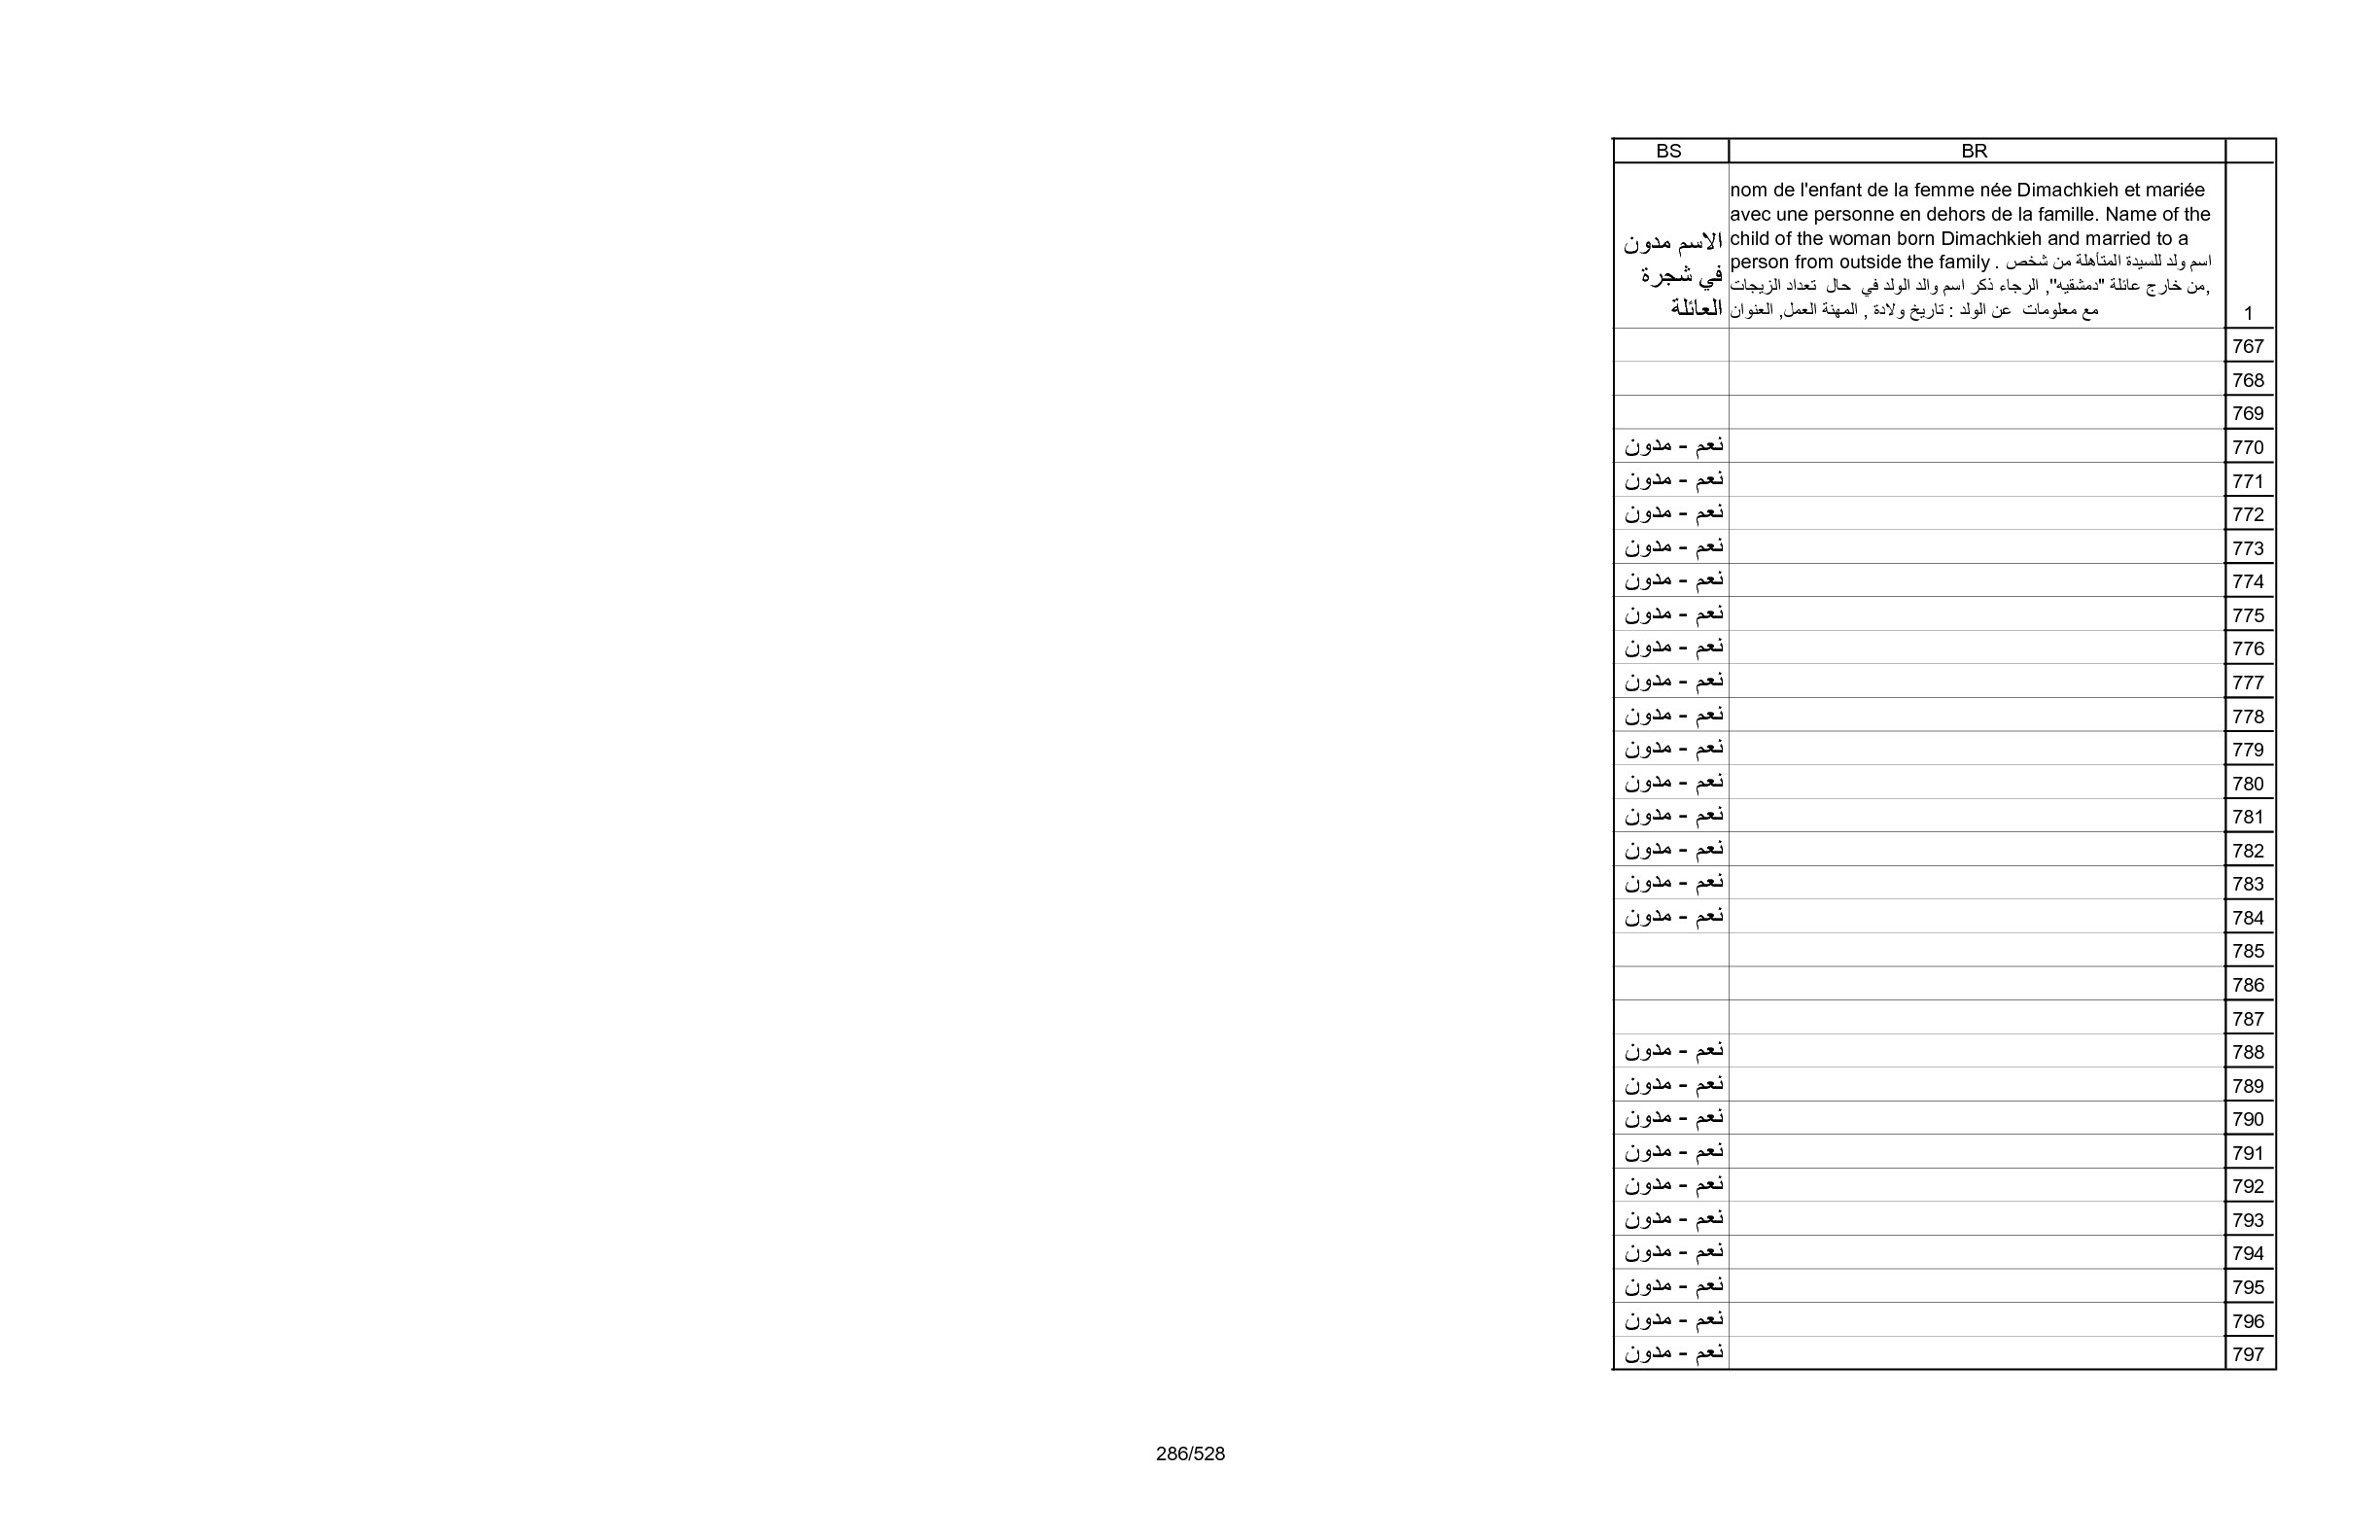 BR
BS
nom de l'enfant de la femme née Dimachkieh et mariée
avec une personne en dehors de la famille. Name of the
child of the woman born Dimachkieh and married to a
person from outside the family . اسم ولد للسيدة المتأهلة من شخص
من خارج عائلة "دمشقيه", الرجاء ذكر اسم والد الولد في حال تعداد الزيجات,
مع معلومات عن الولد : تاريخ ولادة , المهنة العمل, العنوان
الاسم مدون
في شجرة
العائلة
1
767
768
769
770 نعم - مدون
771 نعم - مدون
772 نعم - مدون
773 نعم - مدون
774 نعم - مدون
775 نعم - مدون
776 نعم - مدون
777 نعم - مدون
778 نعم - مدون
779 نعم - مدون
780 نعم - مدون
781 نعم - مدون
782 نعم - مدون
783 نعم - مدون
784 نعم - مدون
785
786
787
788 نعم - مدون
789 نعم - مدون
790 نعم - مدون
791 نعم - مدون
792 نعم - مدون
793 نعم - مدون
794 نعم - مدون
795 نعم - مدون
796 نعم - مدون
797 نعم - مدون
286/528